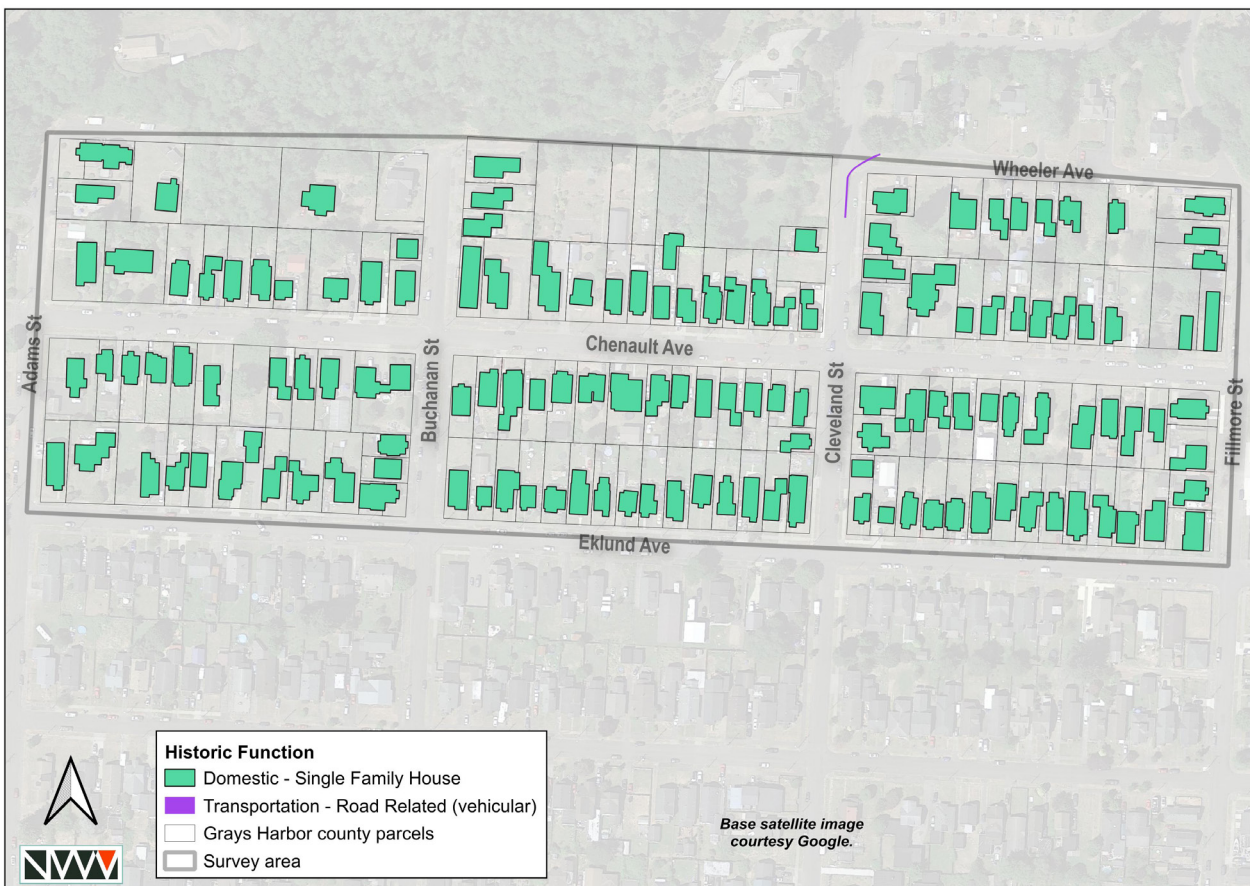 Wheeler Ave
Adams St
Buchanan St
Chenault Ave
Cleveland St
Fillmore St
Eklund Ave
Historic Function
Domestic - Single Family House
Transportation - Road Related (vehicular)
Grays Harbor county parcels
Survey area
Base satellite image
courtesy Google.
NWV